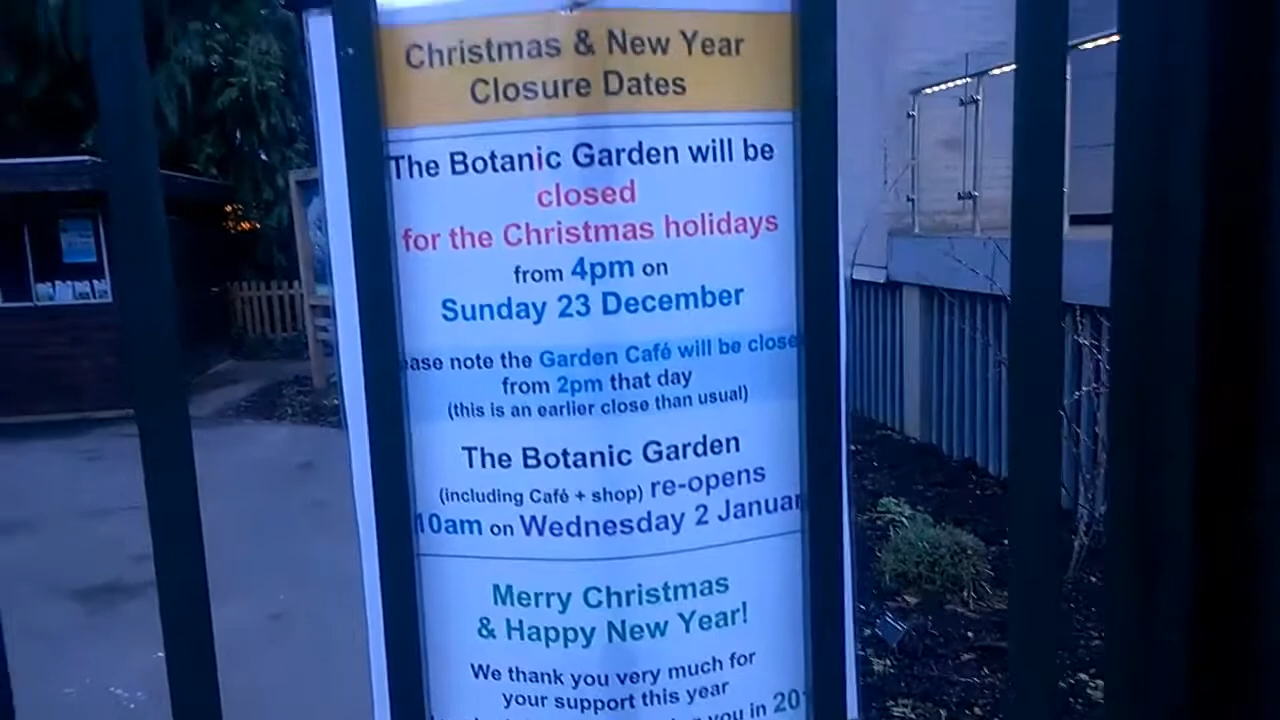 Christmas & New Year
Closure Dates
The Botanic Garden will be
closed
for the Christmas holidays
from 4pm on
Sunday 23 December
ase note the Garden Café will be close
from 2pm that day
(this is an earlier close than usual)
The Botanic Garden
(including Café + shop) re-opens
10am on Wednesday 2 Januar
Merry Christmas
& Happy New Year!
We thank you very much for
your support this year
you in 20